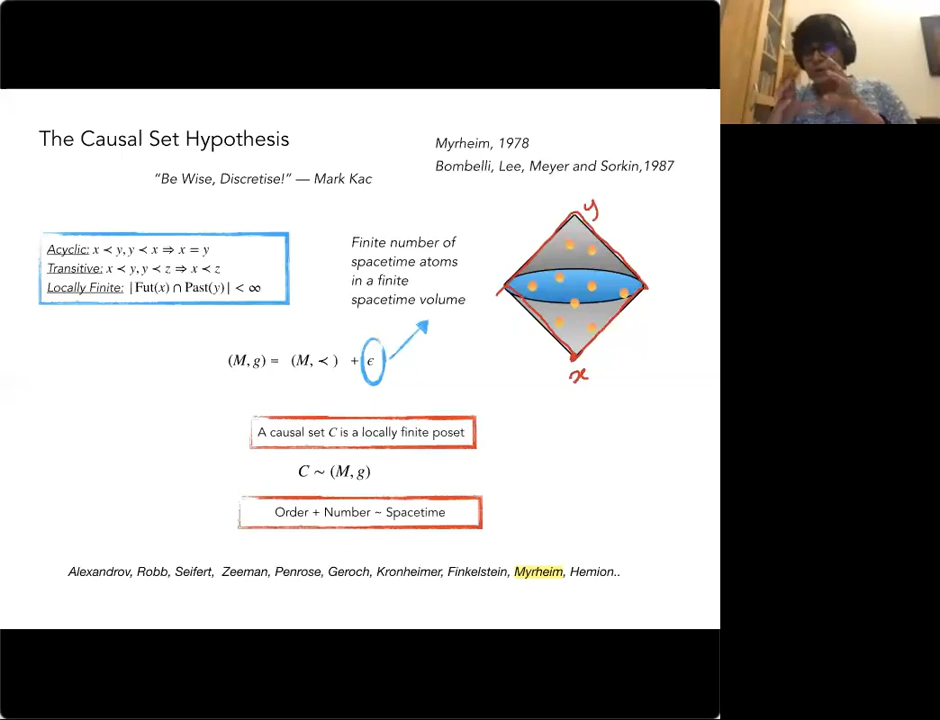 The Causal Set Hypothesis
Myrheim, 1978
Bombelli, Lee, Meyer and Sorkin,1987
“Be Wise, Discretise!” — Mark Kac
Acyclic: x ≺ y, y ≺ x ⇒ x = y
Transitive: x ≺ y, y ≺ z ⇒ x ≺ z
Locally Finite: |Fut(x) ∩ Past(y)| < ∞
Finite number of
spacetime atoms
in a finite
spacetime volume
y
x
(M, g) = (M, ≺ ) + ϵ
A causal set C is a locally finite poset
C ∼ (M, g)
Order + Number ~ Spacetime
Alexandrov, Robb, Seifert, Zeeman, Penrose, Geroch, Kronheimer, Finkelstein, Myrheim, Hemion..